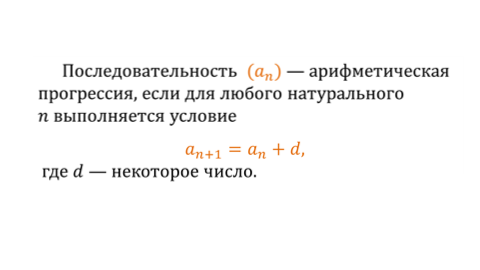 Последовательность (aₙ) — арифметическая
прогрессия, если для любого натурального
n выполняется условие
aₙ₊₁ = aₙ + d,
где d — некоторое число.